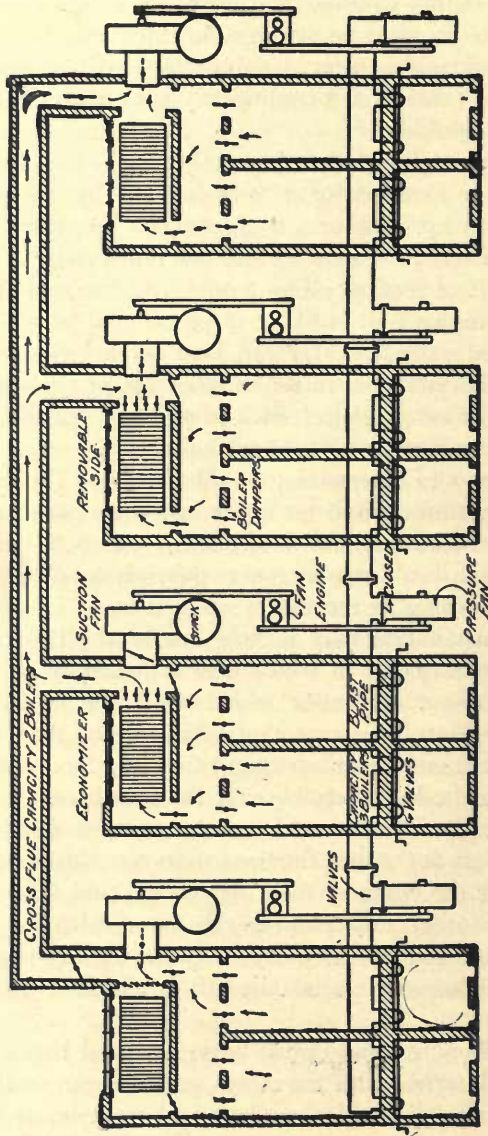 CROSS FLUE CAPACITY 2 BOILERS
ECONOMIZER
SUCTION
FAN
REMOVABLE
SIDE
STACK
BOILER
DAMPERS
FAN
ENGINE
CLOSED
PRESSURE FAN
CAPACITY
3 BOILERS
BLAST
PIPE
VALVES
VALVES